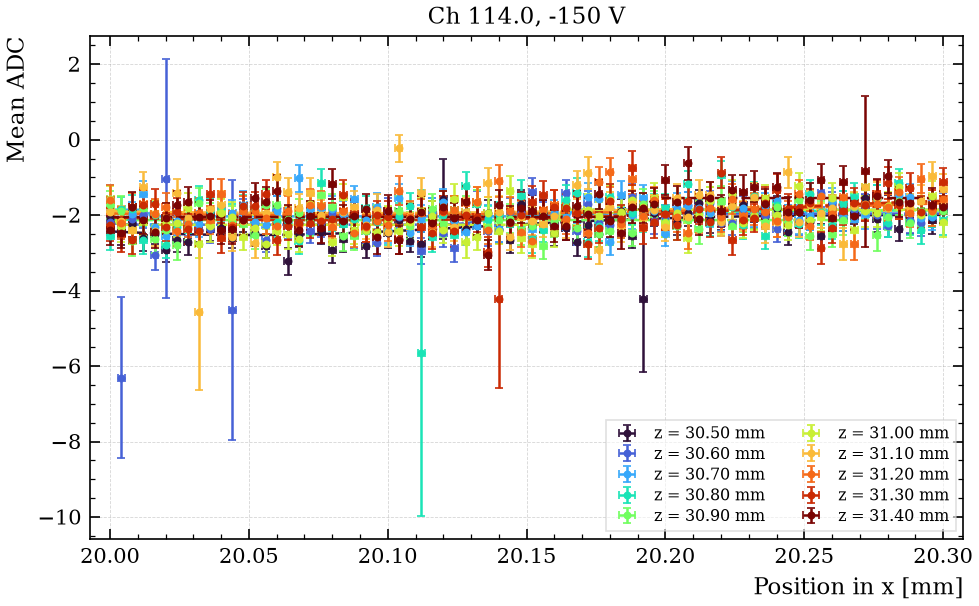 Ch 114.0, -150 V
Mean ADC
2
0
−2
−4
−6
−8
−10
z = 30.50 mm
z = 30.60 mm
z = 30.70 mm
z = 30.80 mm
z = 30.90 mm
z = 31.00 mm
z = 31.10 mm
z = 31.20 mm
z = 31.30 mm
z = 31.40 mm
20.00 20.05 20.10 20.15 20.20 20.25 20.30
Position in x [mm]